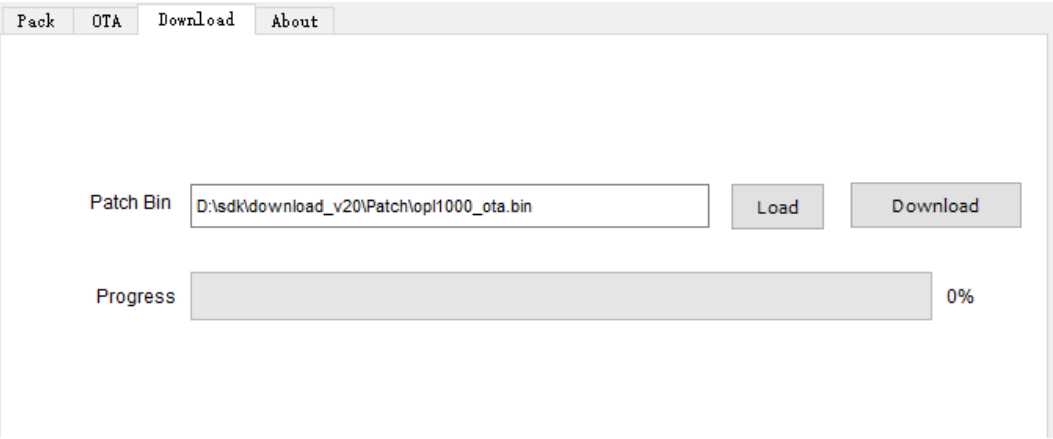 Pack OTA Download About
Patch Bin D:\sdk\download_v20\Patch\opl1000_ota.bin Load Download
Progress 0%